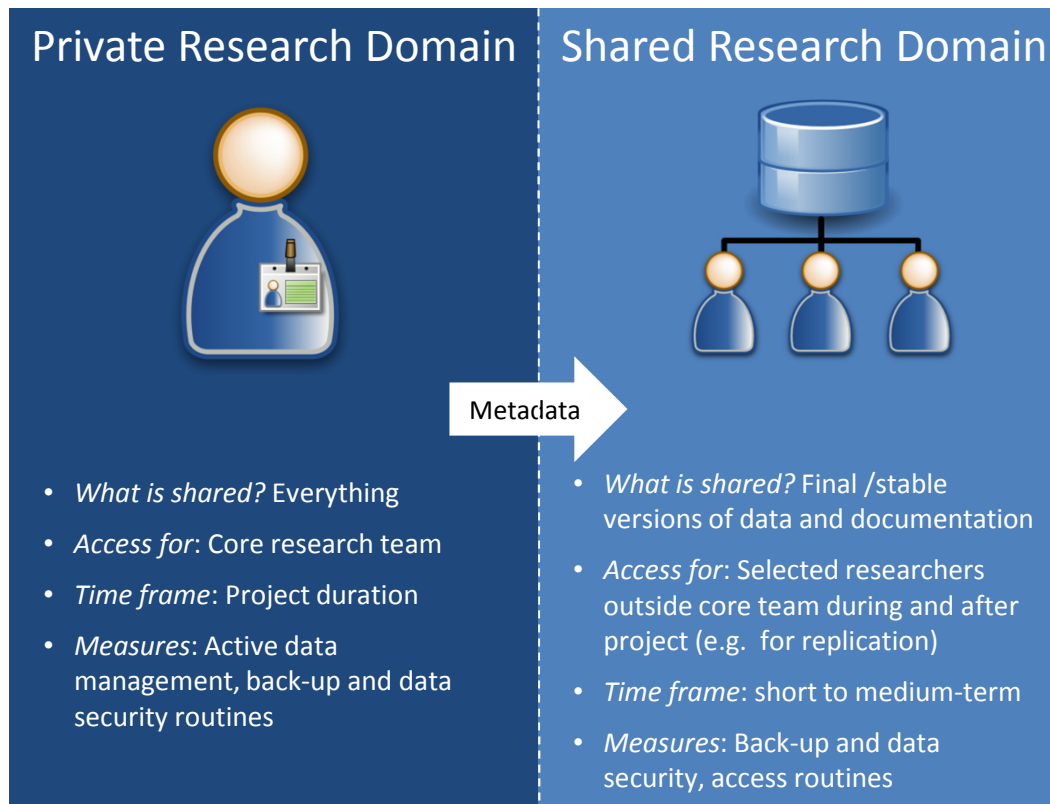 Private Research Domain
Shared Research Domain
Metadata
• What is shared? Everything
• Access for: Core research team
• Time frame: Project duration
• Measures: Active data
management, back-up and data
security routines
• What is shared? Final /stable
versions of data and documentation
• Access for: Selected researchers
outside core team during and after
project (e.g.  for replication)
• Time frame: short to medium-term
• Measures: Back-up and data
security, access routines